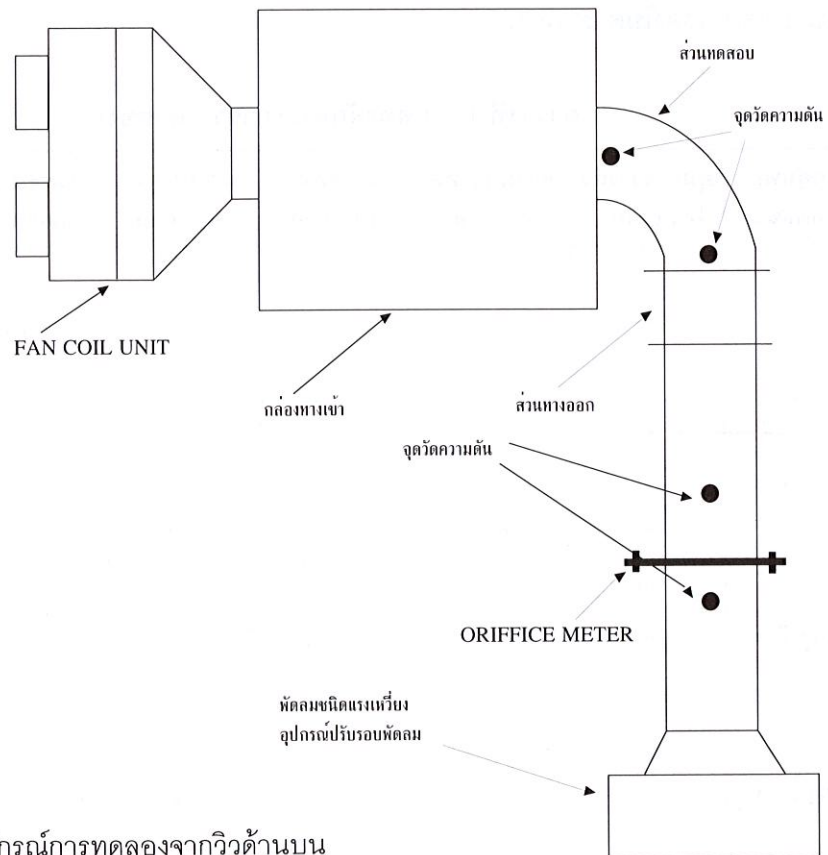 ส่วนทดสอบ
จุดวัดความดัน
FAN COIL UNIT
กล่องทางเข้า
ส่วนทางออก
จุดวัดความดัน
ORIFFICE METER
พัดลมชนิดแรงเหวี่ยง
อุปกรณ์ปรับรอบพัดลม
กรณ์การทดลองจากวิวด้านบน